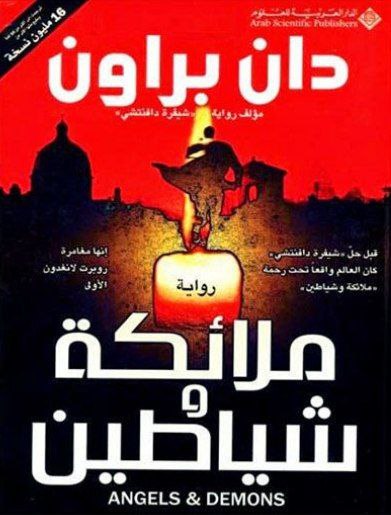 الدار العربية للعلوم
Arab Scientific Publishers
16 مليون نسخة
دان براون
مؤلف رواية «شيفرة دافنتشي»
قبل حلّ «شيفرة دافنتشي»
كان العالم واقعاً تحت رحمة
«ملائكة وشياطين»
إنها مغامرة
روبرت لانغدون
الأولى
رواية
ملائكة
و
شياطين
ANGELS & DEMONS